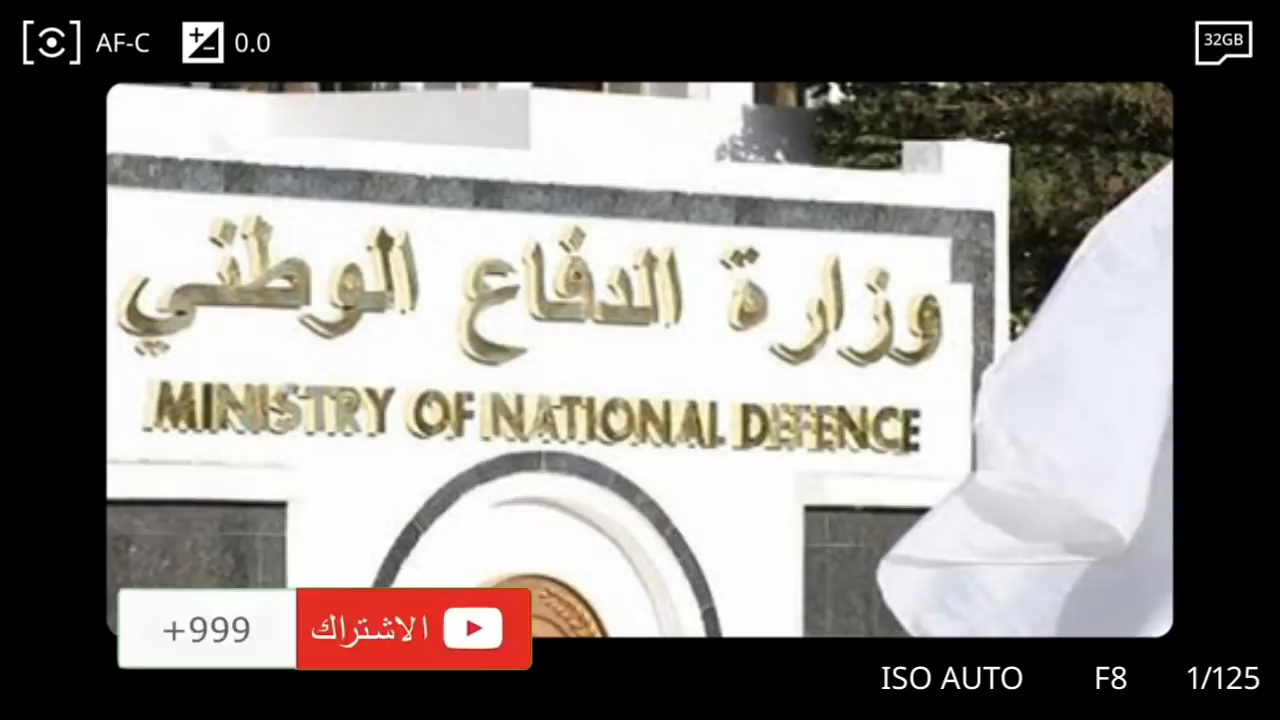 AF-C 0.0 32GB
وزارة الدفاع الوطني
MINISTRY OF NATIONAL DEFENCE
+999 الاشتراك
ISO AUTO F8 1/125